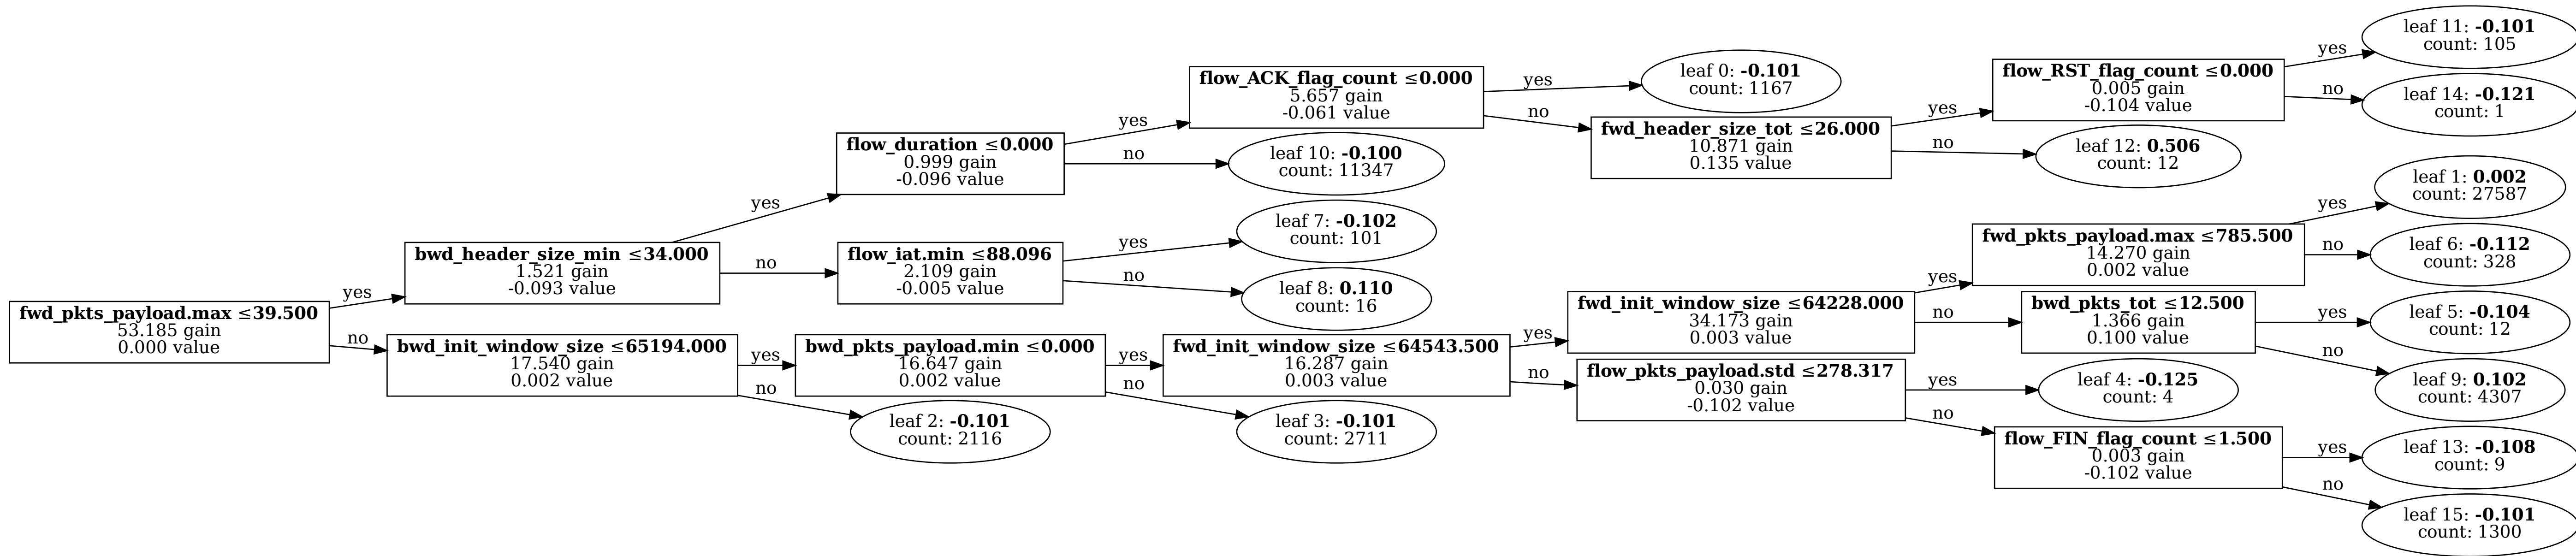 fwd_pkts_payload.max ≤39.500
53.185 gain
0.000 value
yes
no
bwd_header_size_min ≤34.000
1.521 gain
-0.093 value
yes
no
bwd_init_window_size ≤65194.000
17.540 gain
0.002 value
yes
no
flow_duration ≤0.000
0.999 gain
-0.096 value
yes
no
flow_iat.min ≤88.096
2.109 gain
-0.005 value
yes
no
bwd_pkts_payload.min ≤0.000
16.647 gain
0.002 value
yes
no
leaf 2: -0.101
count: 2116
flow_ACK_flag_count ≤0.000
5.657 gain
-0.061 value
yes
no
leaf 10: -0.100
count: 11347
leaf 7: -0.102
count: 101
leaf 8: 0.110
count: 16
fwd_init_window_size ≤64543.500
16.287 gain
0.003 value
yes
no
leaf 3: -0.101
count: 2711
leaf 0: -0.101
count: 1167
fwd_header_size_tot ≤26.000
10.871 gain
0.135 value
yes
no
fwd_init_window_size ≤64228.000
34.173 gain
0.003 value
yes
no
flow_pkts_payload.std ≤278.317
0.030 gain
-0.102 value
yes
no
flow_RST_flag_count ≤0.000
0.005 gain
-0.104 value
yes
no
leaf 12: 0.506
count: 12
fwd_pkts_payload.max ≤785.500
14.270 gain
0.002 value
yes
no
bwd_pkts_tot ≤12.500
1.366 gain
0.100 value
yes
no
leaf 4: -0.125
count: 4
flow_FIN_flag_count ≤1.500
0.003 gain
-0.102 value
yes
no
leaf 11: -0.101
count: 105
leaf 14: -0.121
count: 1
leaf 1: 0.002
count: 27587
leaf 6: -0.112
count: 328
leaf 5: -0.104
count: 12
leaf 9: 0.102
count: 4307
leaf 13: -0.108
count: 9
leaf 15: -0.101
count: 1300